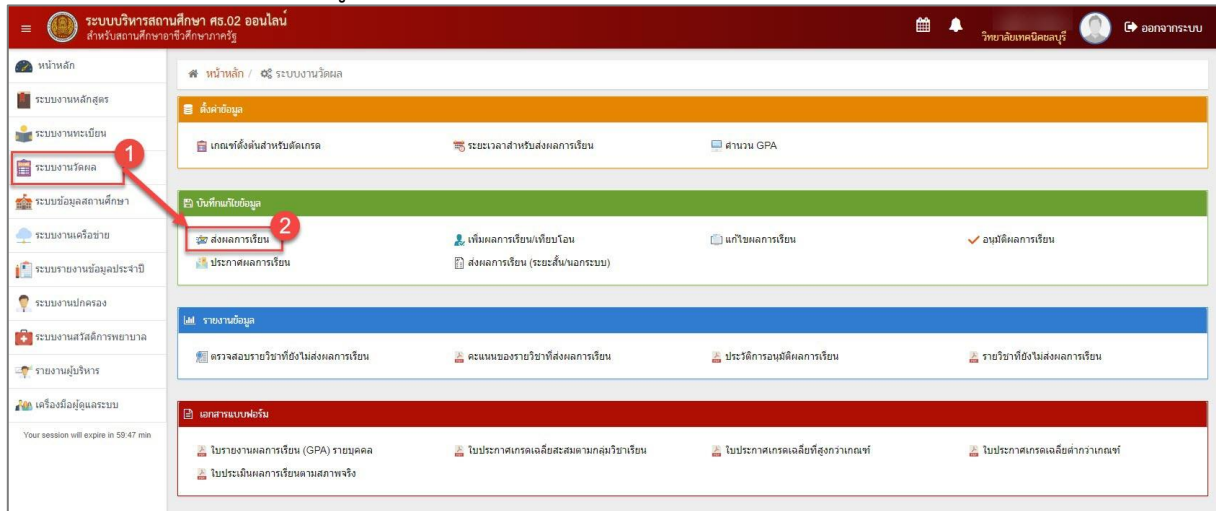 ระบบบริหารสถานศึกษา ศธ.02 ออนไลน์
สำหรับสถานศึกษาอาชีวศึกษาภาครัฐ
วิทยาลัยเทคนิคชลบุรี
ออกจากระบบ
หน้าหลัก
ระบบงานหลักสูตร
ระบบงานทะเบียน
1
ระบบงานวัดผล
ระบบข้อมูลสถานศึกษา
ระบบงานเครือข่าย
ระบบรายงานข้อมูลประจำปี
ระบบงานปกครอง
ระบบงานสวัสดิการพยาบาล
รายงานผู้บริหาร
เครื่องมือผู้ดูแลระบบ
Your session will expire in 59:47 min
หน้าหลัก / ระบบงานวัดผล
ตั้งค่าข้อมูล
เกณฑ์ตั้งต้นสำหรับตัดเกรด ระยะเวลาสำหรับส่งผลการเรียน คำนวน GPA
บันทึกแก้ไขข้อมูล
2
ส่งผลการเรียน เพิ่มผลการเรียน/เทียบโอน แก้ไขผลการเรียน อนุมัติผลการเรียน
ประกาศผลการเรียน ส่งผลการเรียน (ระยะสั้น/นอกระบบ)
รายงานข้อมูล
ตรวจสอบรายวิชาที่ยังไม่ส่งผลการเรียน คะแนนของรายวิชาที่ส่งผลการเรียน ประวัติการอนุมัติผลการเรียน รายวิชาที่ยังไม่ส่งผลการเรียน
เอกสารแบบฟอร์ม
ใบรายงานผลการเรียน (GPA) รายบุคคล ใบประกาศเกรดเฉลี่ยสะสมตามกลุ่มวิชาเรียน ใบประกาศเกรดเฉลี่ยที่สูงกว่าเกณฑ์ ใบประกาศเกรดเฉลี่ยต่ำกว่าเกณฑ์
ใบประเมินผลการเรียนตามสภาพจริง